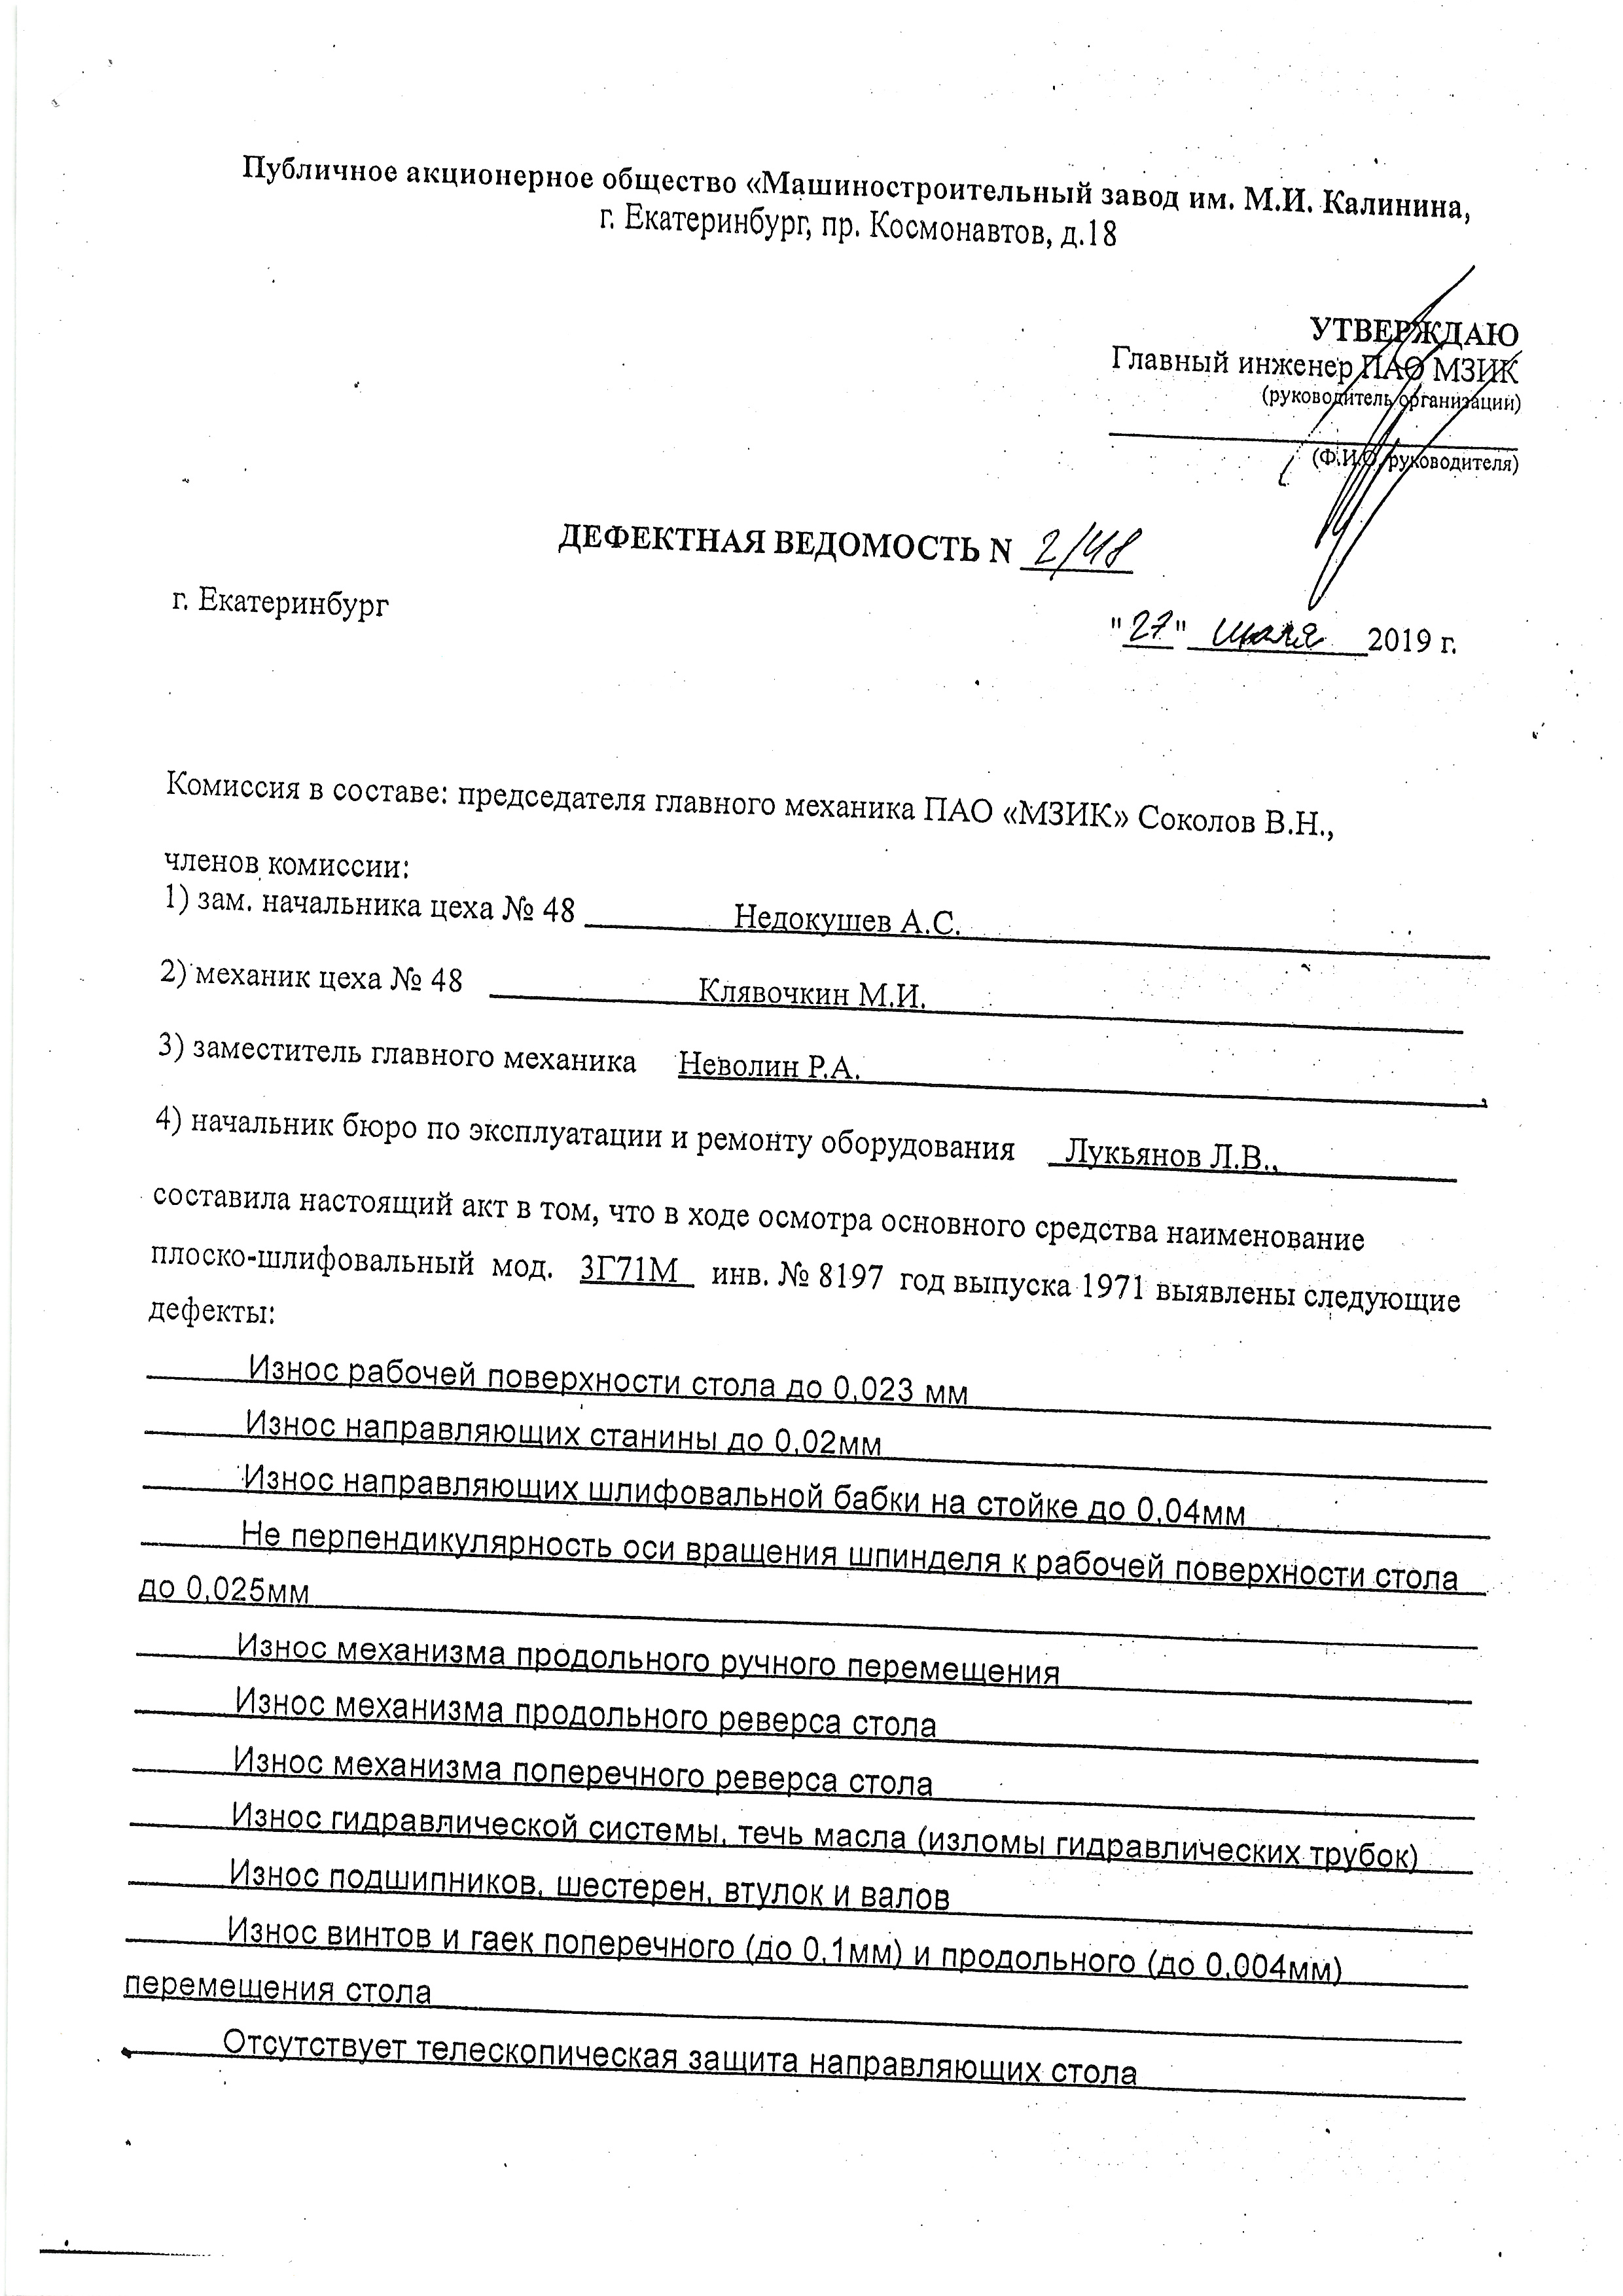 Публичное акционерное общество «Машиностроительный завод им. М.И. Калинина,
г. Екатеринбург, пр. Космонавтов, д.18
УТВЕРЖДАЮ
Главный инженер ПАО МЗИК
(руководитель организации)
(Ф.И.О. руководителя)
ДЕФЕКТНАЯ ВЕДОМОСТЬ N 2/48
г. Екатеринбург
"27" июля 2019 г.
Комиссия в составе: председателя главного механика ПАО «МЗИК» Соколов В.Н.,
членов комиссии:
1) зам. начальника цеха № 48 Недокушев А.С.
2) механик цеха № 48 Клявочкин М.И.
3) заместитель главного механика Неволин Р.А. ,
4) начальник бюро по эксплуатации и ремонту оборудования Лукьянов Л.В.,
составила настоящий акт в том, что в ходе осмотра основного средства наименование
плоско-шлифовальный мод. 3Г71М инв. № 8197 год выпуска 1971 выявлены следующие
дефекты:
Износ рабочей поверхности стола до 0,023 мм
Износ направляющих станины до 0,02мм
Износ направляющих шлифовальной бабки на стойке до 0,04мм
Не перпендикулярность оси вращения шпинделя к рабочей поверхности стола
до 0,025мм
Износ механизма продольного ручного перемещения
Износ механизма продольного реверса стола
Износ механизма поперечного реверса стола
Износ гидравлической системы, течь масла (изломы гидравлических трубок)
Износ подшипников, шестерен, втулок и валов
Износ винтов и гаек поперечного (до 0,1мм) и продольного (до 0,004мм)
перемещения стола
Отсутствует телескопическая защита направляющих стола